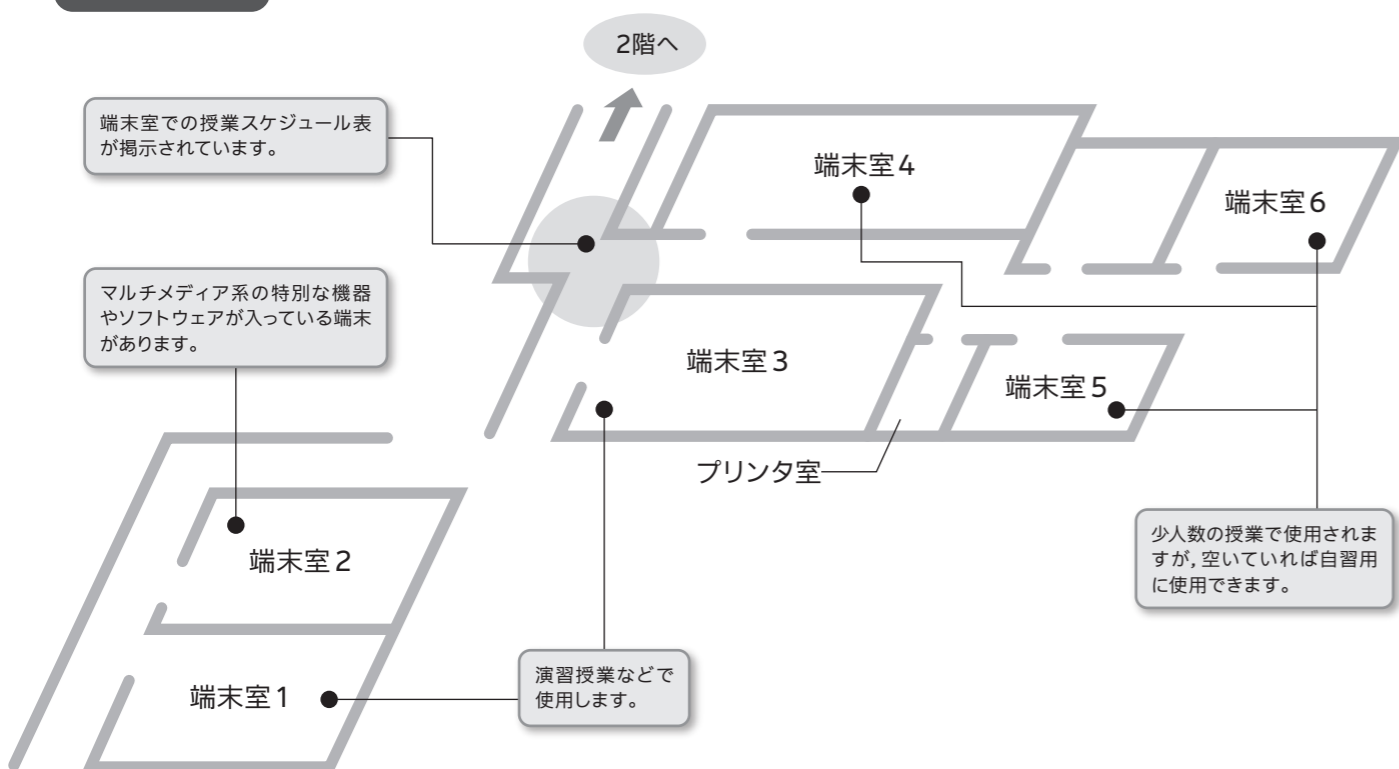 2階へ
端末室での授業スケジュール表
が掲示されています。
端末室4
端末室6
マルチメディア系の特別な機器
やソフトウェアが入っている端末
があります。
端末室3
端末室5
プリンタ室
少人数の授業で使用されま
すが,空いていれば自習用
に使用できます。
端末室2
演習授業などで
使用します。
端末室1